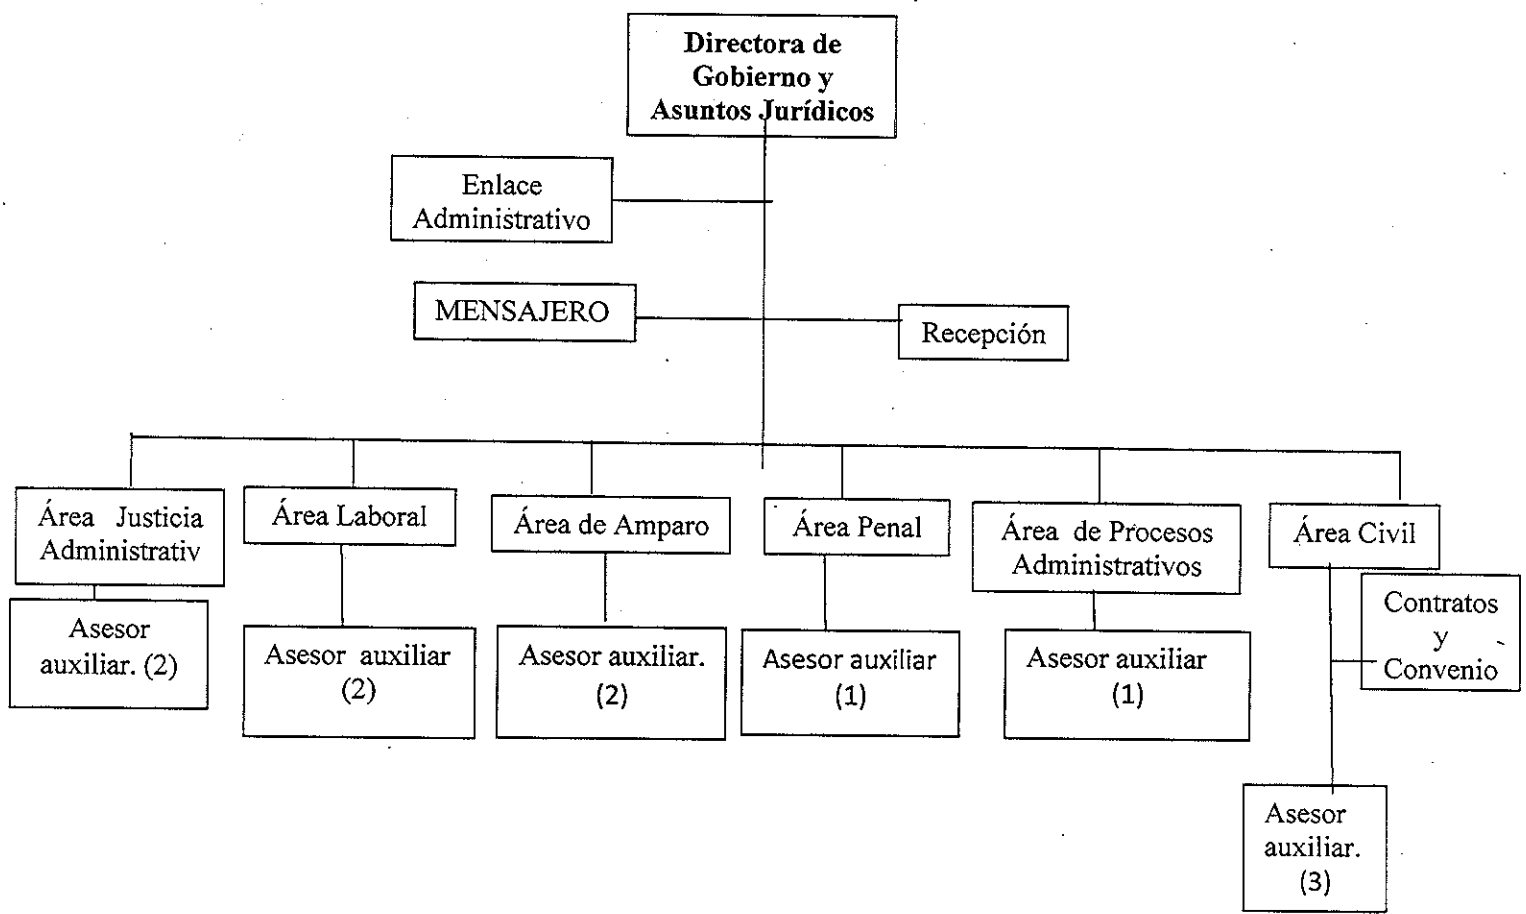 Directora de
Gobierno y
Asuntos Jurídicos
Enlace
Administrativo
MENSAJERO
Recepción
Área Justicia
Administrativ
Área Laboral
Área de Amparo
Área Penal
Área de Procesos
Administrativos
Área Civil
Contratos
y
Convenio
Asesor
auxiliar. (2)
Asesor auxiliar
(2)
Asesor auxiliar.
(2)
Asesor auxiliar
(1)
Asesor auxiliar
(1)
Asesor
auxiliar.
(3)